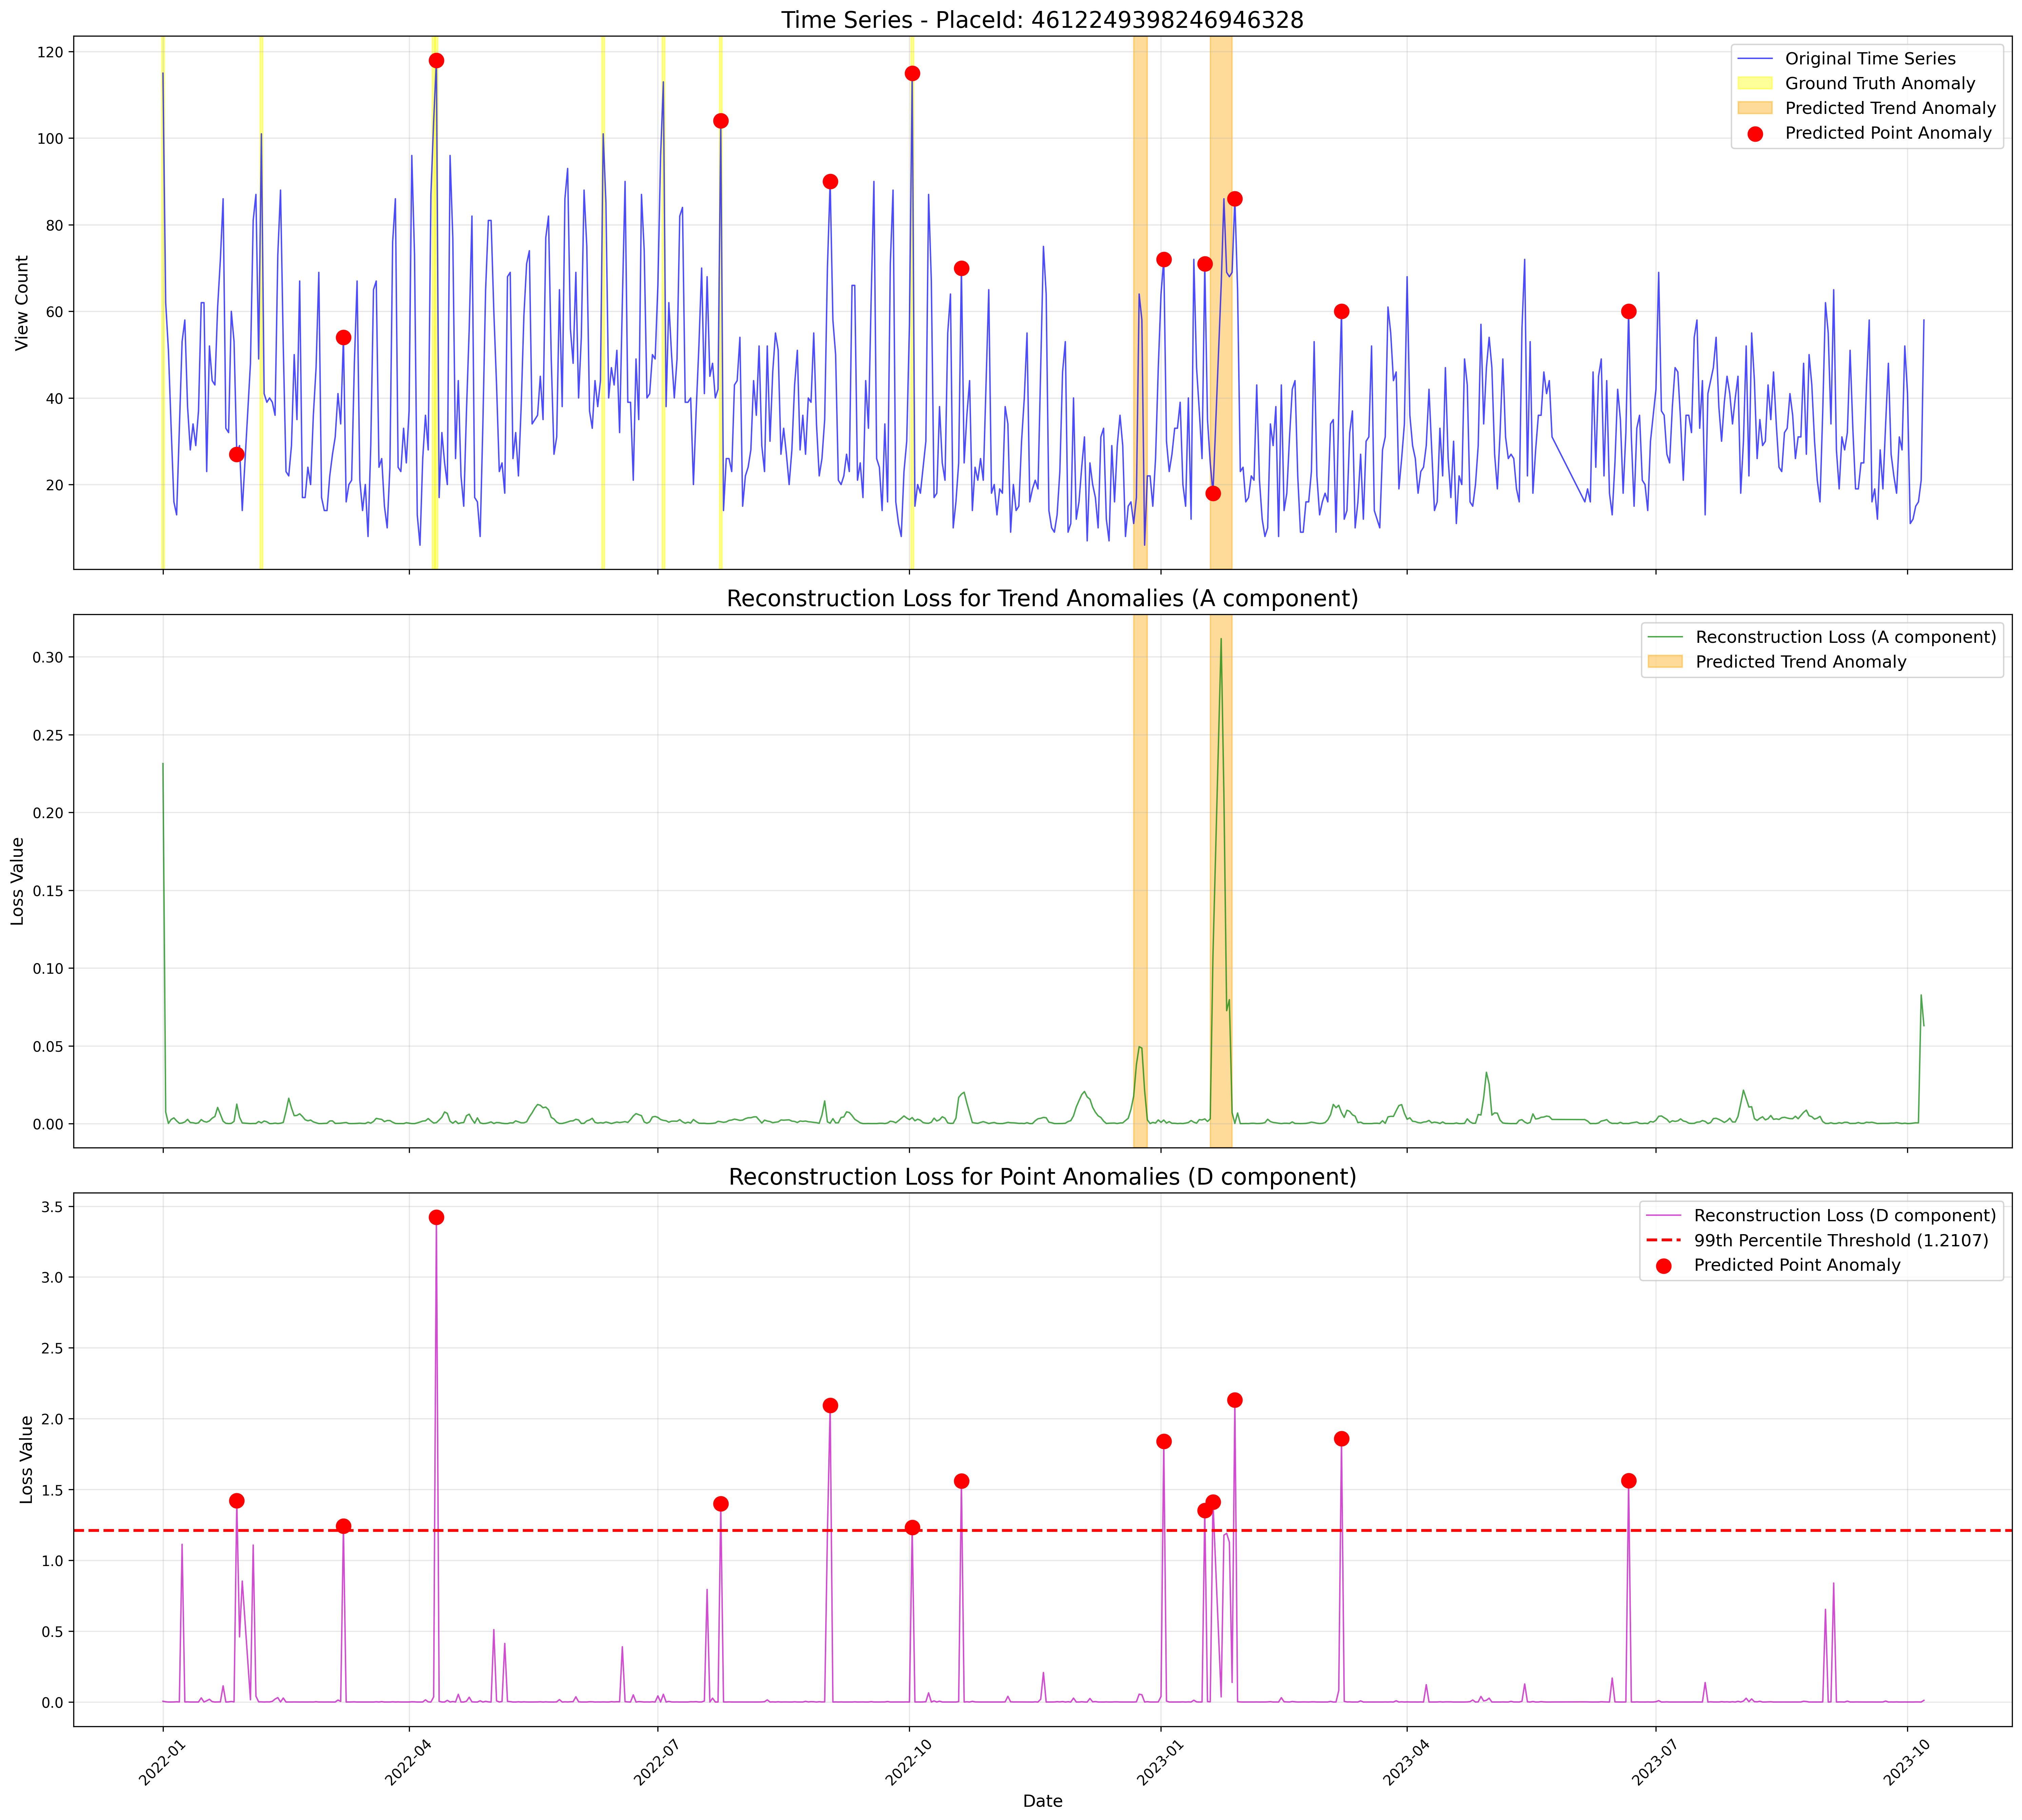 Time Series - PlaceId: 4612249398246946328
120
100
80
60
40
20
View Count
Original Time Series
Ground Truth Anomaly
Predicted Trend Anomaly
Predicted Point Anomaly
Reconstruction Loss for Trend Anomalies (A component)
0.30
0.25
0.20
0.15
0.10
0.05
0.00
Loss Value
Reconstruction Loss (A component)
Predicted Trend Anomaly
Reconstruction Loss for Point Anomalies (D component)
3.5
3.0
2.5
2.0
1.5
1.0
0.5
0.0
Loss Value
Reconstruction Loss (D component)
99th Percentile Threshold (1.2107)
Predicted Point Anomaly
2022-01
2022-04
2022-07
2022-10
2023-01
2023-04
2023-07
2023-10
Date